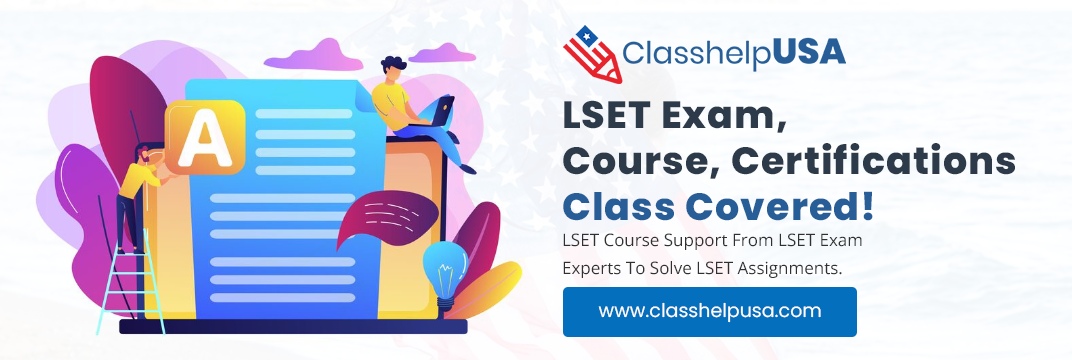 A
ClasshelpUSA
LSET Exam,
Course, Certifications
Class Covered!
LSET Course Support From LSET Exam
Experts To Solve LSET Assignments.
www.classhelpusa.com